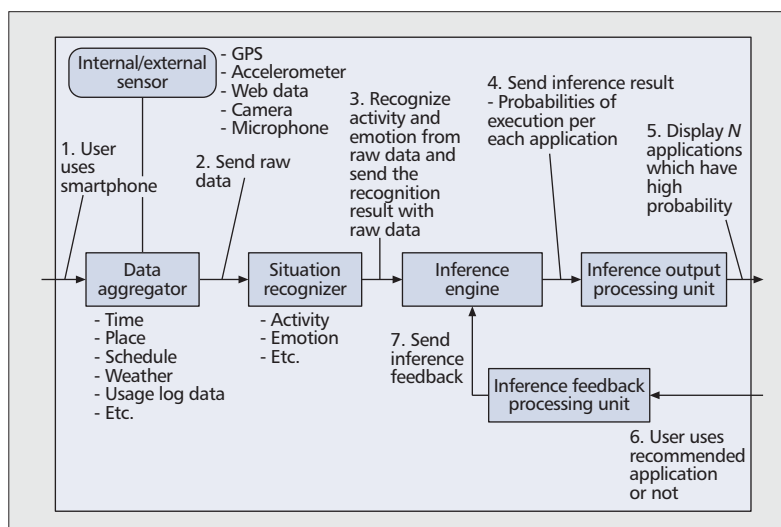 Internal/external
sensor
- GPS
- Accelerometer
- Web data
- Camera
- Microphone
1. User
uses
smartphone
2. Send raw
data
3. Recognize
activity and
emotion from
raw data and
send the
recognition
result with
raw data
4. Send inference result
- Probabilities of
execution per
each application
5. Display N
applications
which have
high
probability
Data
aggregator
- Time
- Place
- Schedule
- Weather
- Usage log data
- Etc.
Situation
recognizer
- Activity
- Emotion
- Etc.
Inference
engine
Inference output
processing unit
7. Send
inference
feedback
Inference feedback
processing unit
6. User uses
recommended
application
or not